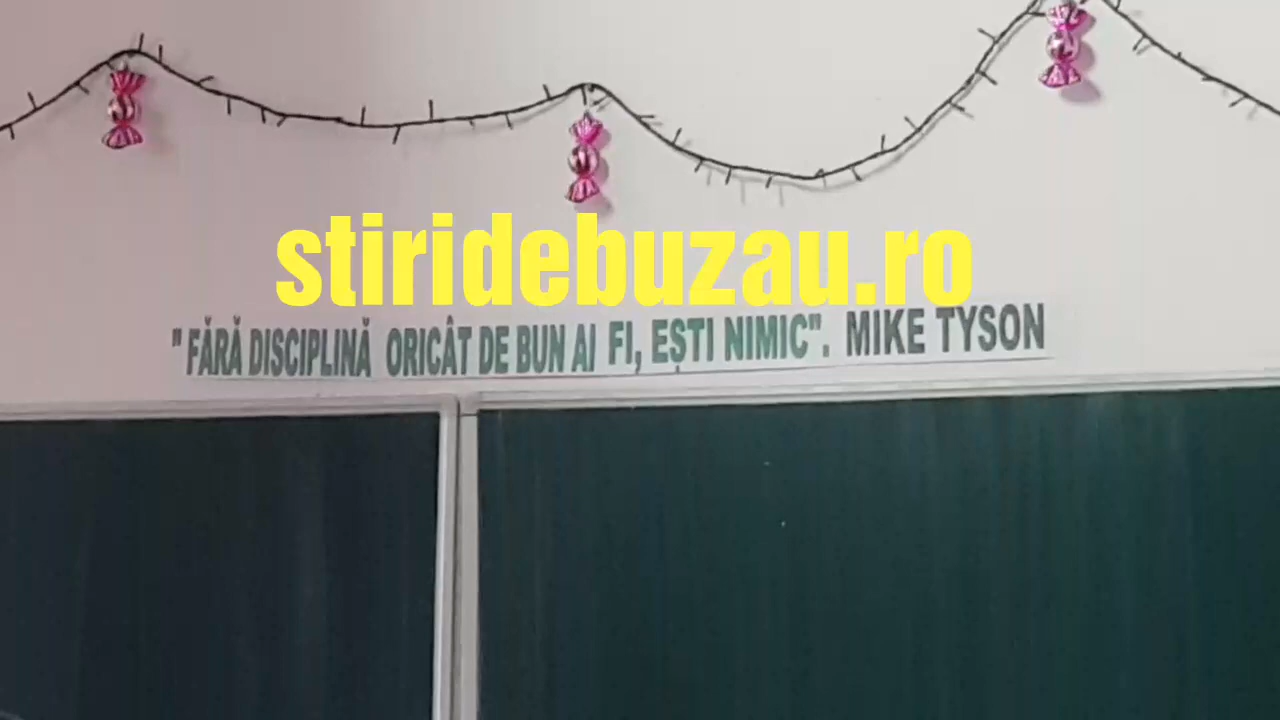 stiridebuzau.ro
" FĂRĂ DISCIPLINĂ ORICÂT DE BUN AI FI, EȘTI NIMIC". MIKE TYSON